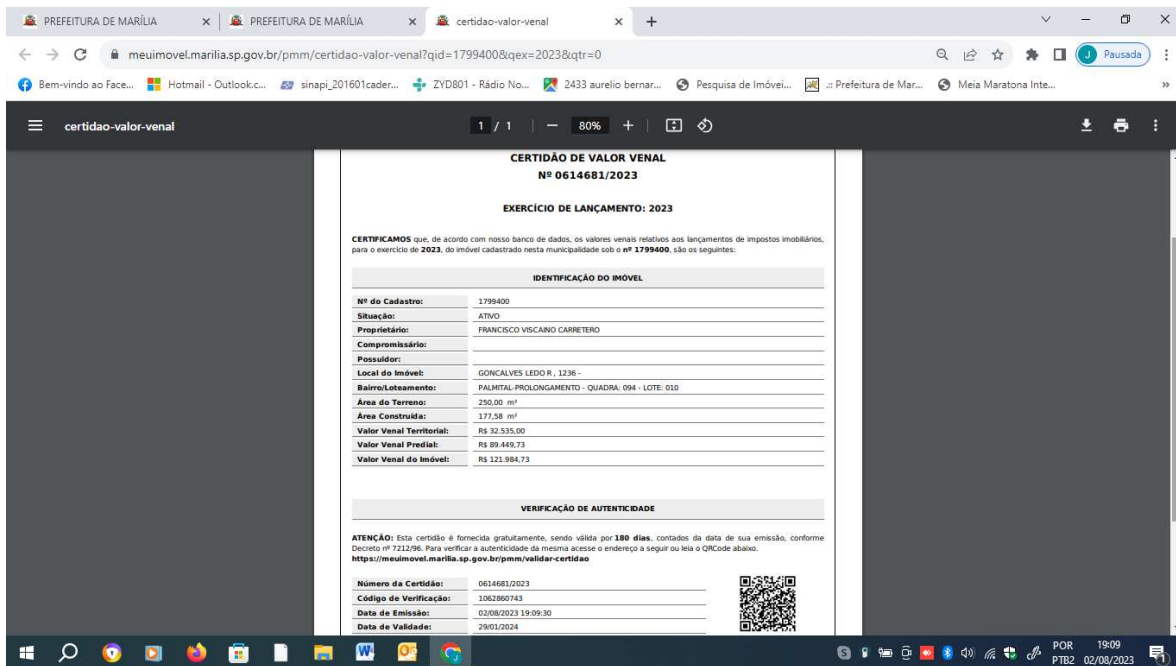 PREFEITURA DE MARÍLIA
PREFEITURA DE MARÍLIA
certidao-valor-venal
meuimovel.marilia.sp.gov.br/pmm/certidao-valor-venal?qid=1799400&qex=2023&qtr=0
J Pausada
Bem-vindo ao Face... Hotmail - Outlook.c... sinapi_201601cader... ZYD801 - Rádio No... 2433 aurelio bernar... Pesquisa de Imóvei... .:: Prefeitura de Mar... Meia Maratona Inte... »
certidao-valor-venal 1 / 1 80%
CERTIDÃO DE VALOR VENAL
Nº 0614681/2023
EXERCÍCIO DE LANÇAMENTO: 2023
CERTIFICAMOS que, de acordo com nosso banco de dados, os valores venais relativos aos lançamentos de impostos imobiliários,
para o exercício de 2023, do imóvel cadastrado nesta municipalidade sob o nº 1799400, são os seguintes:
IDENTIFICAÇÃO DO IMÓVEL
Nº do Cadastro: 1799400
Situação: ATIVO
Proprietário: FRANCISCO VISCAINO CARRETERO
Compromissário:
Possuidor:
Local do Imóvel: GONCALVES LEDO R , 1236 -
Bairro/Loteamento: PALMITAL-PROLONGAMENTO - QUADRA: 094 - LOTE: 010
Área do Terreno: 250,00 m²
Área Construída: 177,58 m²
Valor Venal Territorial: R$ 32.535,00
Valor Venal Predial: R$ 89.449,73
Valor Venal do Imóvel: R$ 121.984,73
VERIFICAÇÃO DE AUTENTICIDADE
ATENÇÃO: Esta certidão é fornecida gratuitamente, sendo válida por 180 dias, contados da data de sua emissão, conforme
Decreto nº 7212/96. Para verificar a autenticidade da mesma acesse o endereço a seguir ou leia o QRCode abaixo.
https://meuimovel.marilia.sp.gov.br/pmm/validar-certidao
Número da Certidão: 0614681/2023
Código de Verificação: 1062860743
Data de Emissão: 02/08/2023 19:09:30
Data de Validade: 29/01/2024
POR 19:09
PTB2 02/08/2023